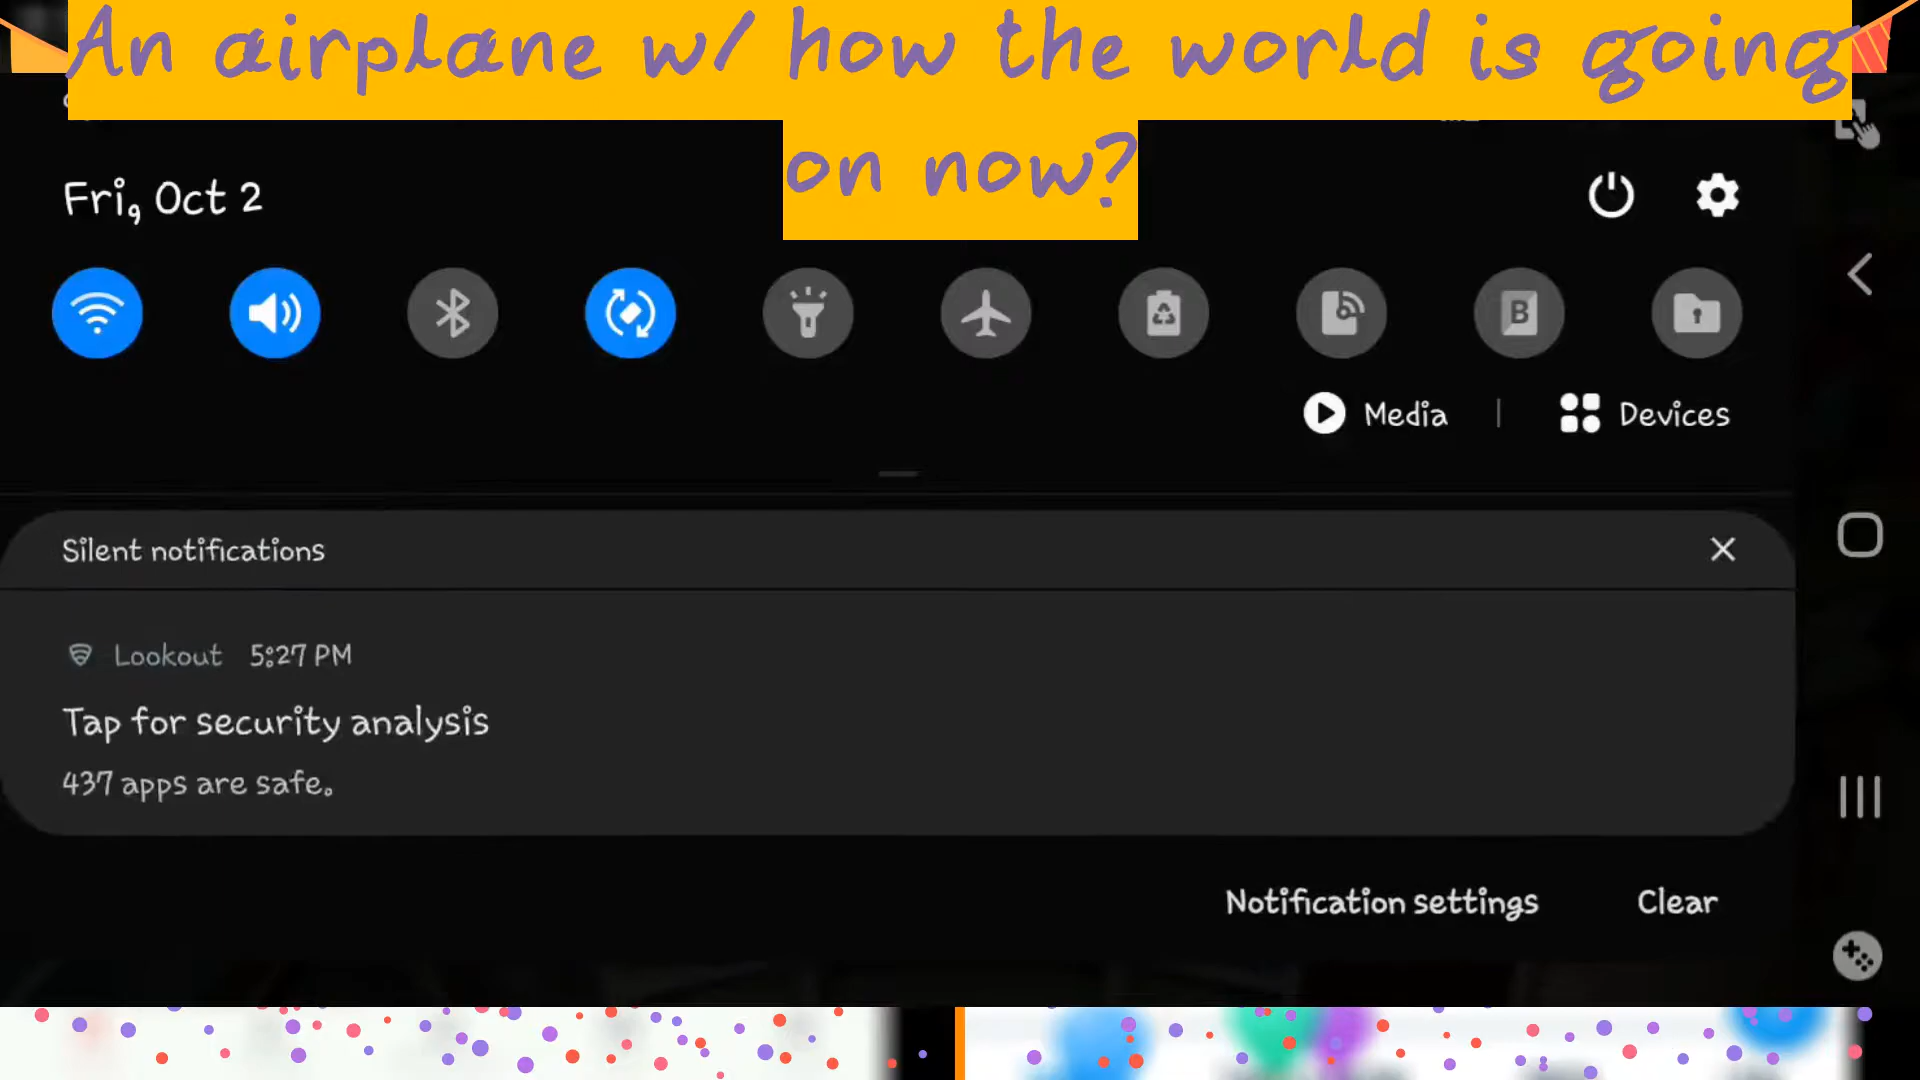 An airplane w/ how the world is going
on now?
Fri, Oct 2
B
Media | Devices
Silent notifications
Lookout 5:27 PM
Tap for security analysis
437 apps are safe.
Notification settings Clear